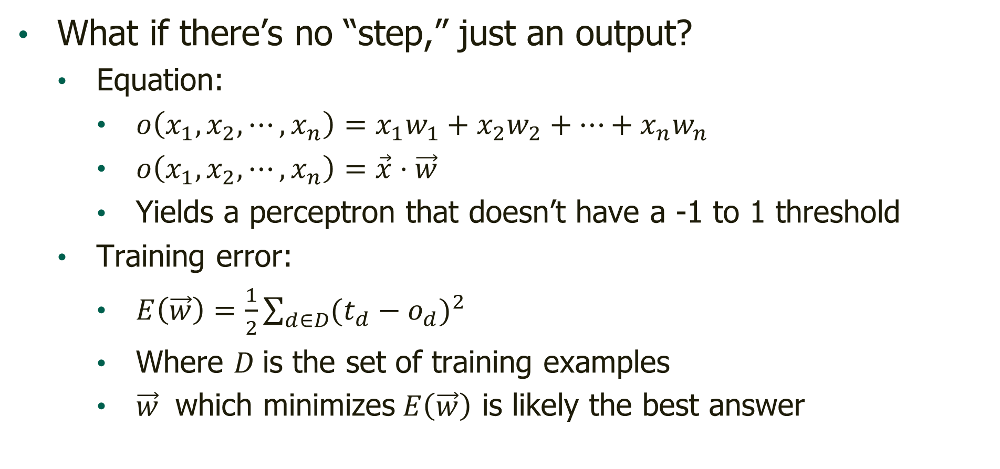 • What if there’s no “step,” just an output?
• Equation:
• $o(x_1, x_2, \cdots, x_n) = x_1 w_1 + x_2 w_2 + \cdots + x_n w_n$
• $o(x_1, x_2, \cdots, x_n) = \vec{x} \cdot \vec{w}$
• Yields a perceptron that doesn’t have a -1 to 1 threshold
• Training error:
• $E(\vec{w}) = \frac{1}{2} \sum_{d \in D} (t_d - o_d)^2$
• Where $D$ is the set of training examples
• $\vec{w}$ which minimizes $E(\vec{w})$ is likely the best answer